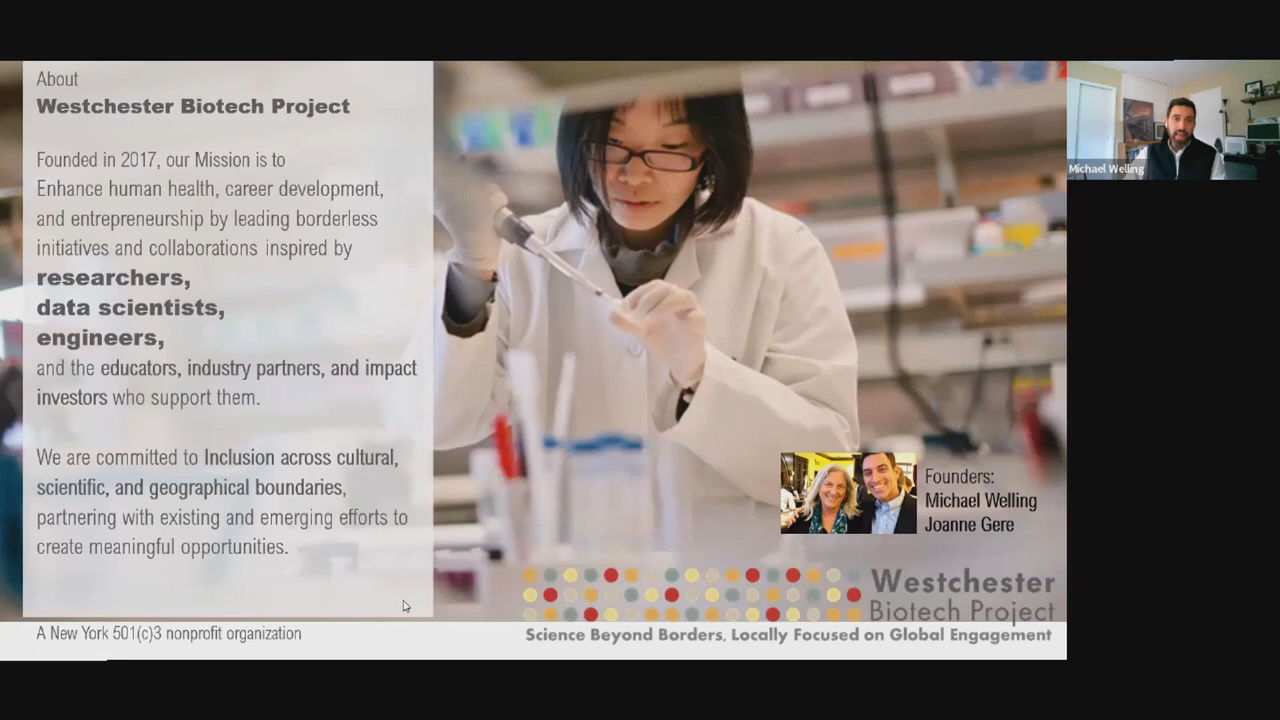 About
Westchester Biotech Project
Founded in 2017, our Mission is to
Enhance human health, career development,
and entrepreneurship by leading borderless
initiatives and collaborations inspired by
researchers,
data scientists,
engineers,
and the educators, industry partners, and impact
investors who support them.
We are committed to Inclusion across cultural,
scientific, and geographical boundaries,
partnering with existing and emerging efforts to
create meaningful opportunities.
A New York 501(c)3 nonprofit organization
Founders:
Michael Welling
Joanne Gere
Westchester
Biotech Project
Science Beyond Borders, Locally Focused on Global Engagement
Michael Welling